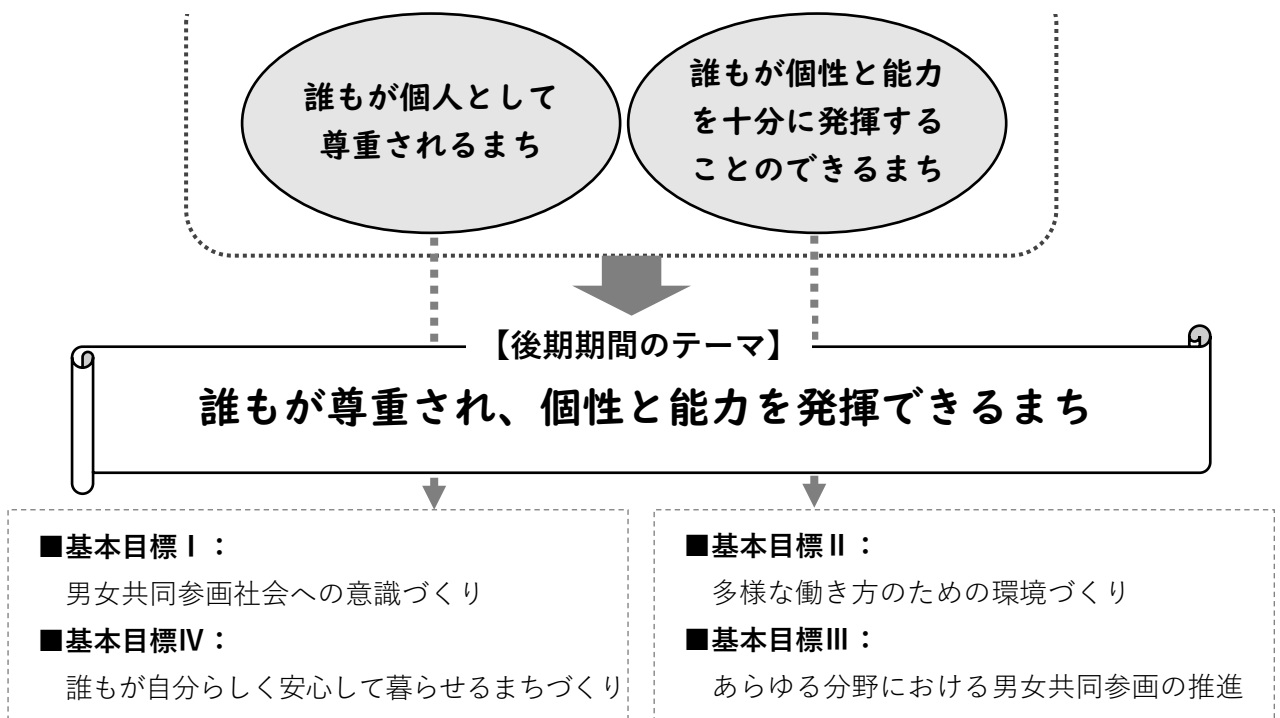 誰もが個人として
尊重されるまち
誰もが個性と能力
を十分に発揮する
ことのできるまち
【後期期間のテーマ】
誰もが尊重され、個性と能力を発揮できるまち
■基本目標Ⅰ：
男女共同参画社会への意識づくり
■基本目標Ⅳ：
誰もが自分らしく安心して暮らせるまちづくり
■基本目標Ⅱ：
多様な働き方のための環境づくり
■基本目標Ⅲ：
あらゆる分野における男女共同参画の推進